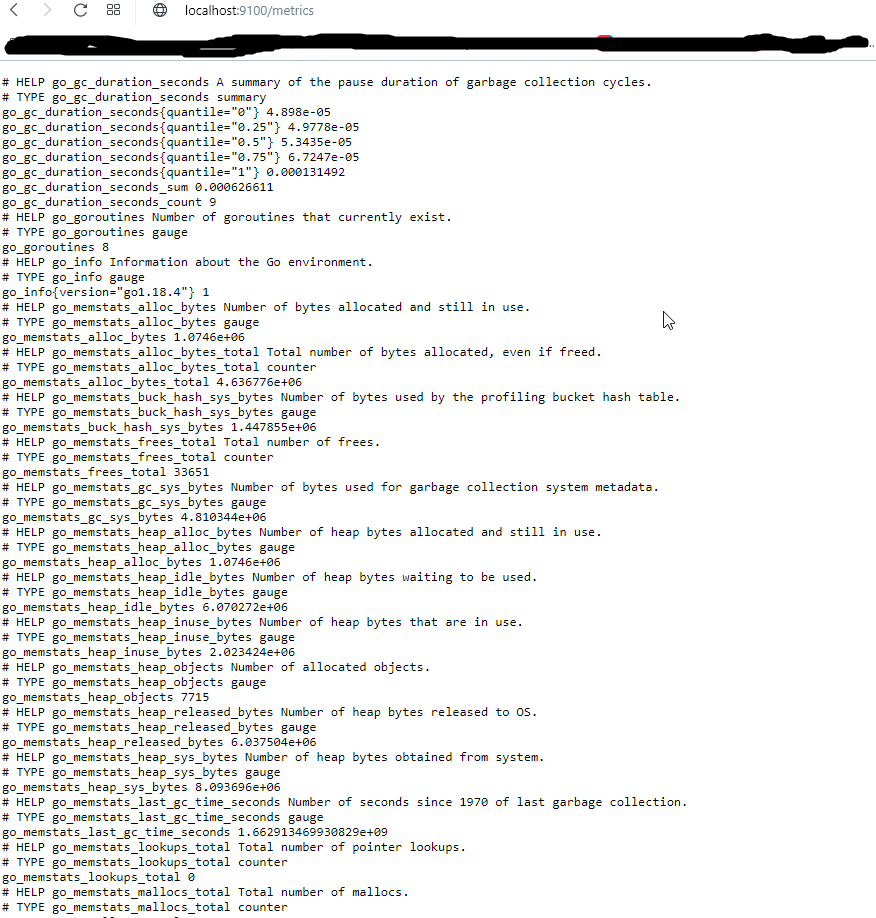 localhost:9100/metrics
# HELP go_gc_duration_seconds A summary of the pause duration of garbage collection cycles.
# TYPE go_gc_duration_seconds summary
go_gc_duration_seconds{quantile="0"} 4.898e-05
go_gc_duration_seconds{quantile="0.25"} 4.9778e-05
go_gc_duration_seconds{quantile="0.5"} 5.3435e-05
go_gc_duration_seconds{quantile="0.75"} 6.7247e-05
go_gc_duration_seconds{quantile="1"} 0.000131492
go_gc_duration_seconds_sum 0.000626611
go_gc_duration_seconds_count 9
# HELP go_goroutines Number of goroutines that currently exist.
# TYPE go_goroutines gauge
go_goroutines 8
# HELP go_info Information about the Go environment.
# TYPE go_info gauge
go_info{version="go1.18.4"} 1
# HELP go_memstats_alloc_bytes Number of bytes allocated and still in use.
# TYPE go_memstats_alloc_bytes gauge
go_memstats_alloc_bytes 1.0746e+06
# HELP go_memstats_alloc_bytes_total Total number of bytes allocated, even if freed.
# TYPE go_memstats_alloc_bytes_total counter
go_memstats_alloc_bytes_total 4.636776e+06
# HELP go_memstats_buck_hash_sys_bytes Number of bytes used by the profiling bucket hash table.
# TYPE go_memstats_buck_hash_sys_bytes gauge
go_memstats_buck_hash_sys_bytes 1.447855e+06
# HELP go_memstats_frees_total Total number of frees.
# TYPE go_memstats_frees_total counter
go_memstats_frees_total 33651
# HELP go_memstats_gc_sys_bytes Number of bytes used for garbage collection system metadata.
# TYPE go_memstats_gc_sys_bytes gauge
go_memstats_gc_sys_bytes 4.810344e+06
# HELP go_memstats_heap_alloc_bytes Number of heap bytes allocated and still in use.
# TYPE go_memstats_heap_alloc_bytes gauge
go_memstats_heap_alloc_bytes 1.0746e+06
# HELP go_memstats_heap_idle_bytes Number of heap bytes waiting to be used.
# TYPE go_memstats_heap_idle_bytes gauge
go_memstats_heap_idle_bytes 6.070272e+06
# HELP go_memstats_heap_inuse_bytes Number of heap bytes that are in use.
# TYPE go_memstats_heap_inuse_bytes gauge
go_memstats_heap_inuse_bytes 2.023424e+06
# HELP go_memstats_heap_objects Number of allocated objects.
# TYPE go_memstats_heap_objects gauge
go_memstats_heap_objects 7715
# HELP go_memstats_heap_released_bytes Number of heap bytes released to OS.
# TYPE go_memstats_heap_released_bytes gauge
go_memstats_heap_released_bytes 6.037504e+06
# HELP go_memstats_heap_sys_bytes Number of heap bytes obtained from system.
# TYPE go_memstats_heap_sys_bytes gauge
go_memstats_heap_sys_bytes 8.093696e+06
# HELP go_memstats_last_gc_time_seconds Number of seconds since 1970 of last garbage collection.
# TYPE go_memstats_last_gc_time_seconds gauge
go_memstats_last_gc_time_seconds 1.662913469930829e+09
# HELP go_memstats_lookups_total Total number of pointer lookups.
# TYPE go_memstats_lookups_total counter
go_memstats_lookups_total 0
# HELP go_memstats_mallocs_total Total number of mallocs.
# TYPE go_memstats_mallocs_total counter